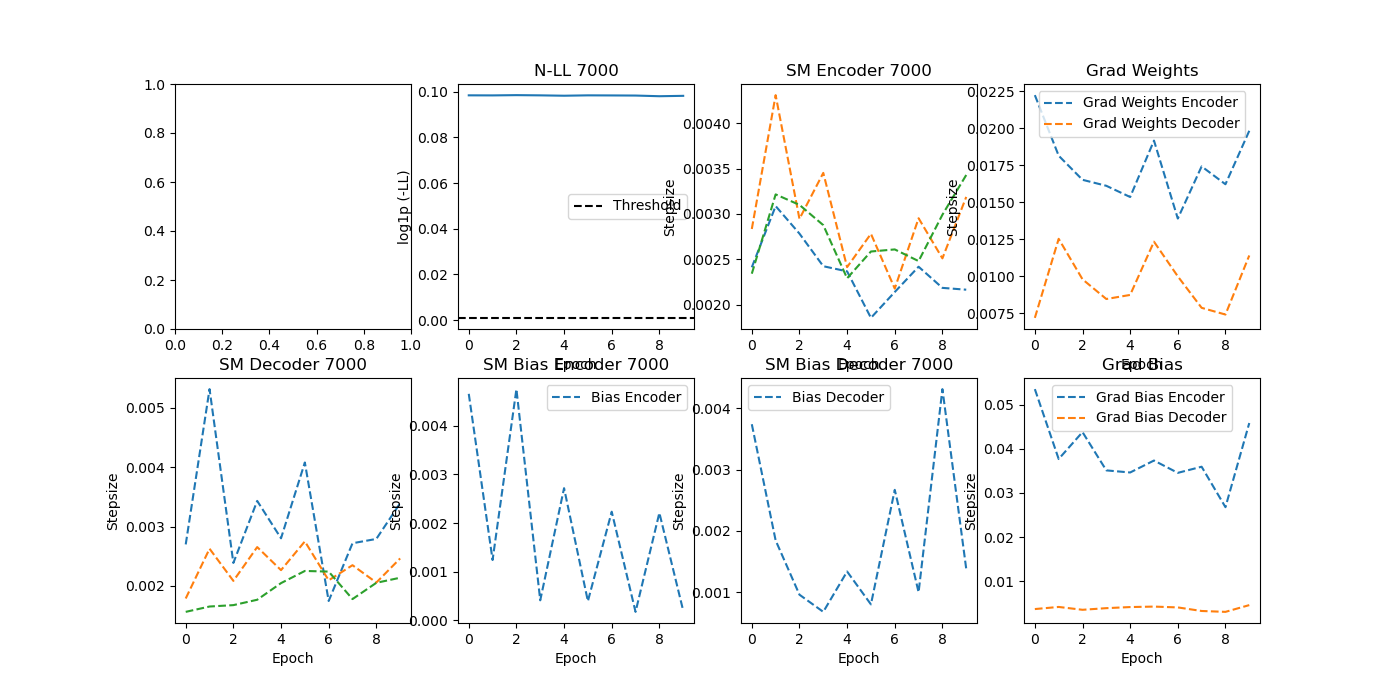 N-LL 7000
SM Encoder 7000
Grad Weights
1.0
0.8
0.6
0.4
0.2
0.0
0.0 0.2 0.4 0.6 0.8 1.0
log1p (-LL)
0.10
0.08
0.06
0.04
0.02
0.00
Threshold
0 2 4 6 8
Epoch
Stepsize
0.0040
0.0035
0.0030
0.0025
0.0020
0 2 4 6 8
Epoch
Stepsize
0.0225
0.0200
0.0175
0.0150
0.0125
0.0100
0.0075
Grad Weights Encoder
Grad Weights Decoder
0 2 4 6 8
Epoch
SM Decoder 7000
SM Bias Encoder 7000
SM Bias Decoder 7000
Grad Bias
Stepsize
0.005
0.004
0.003
0.002
0 2 4 6 8
Epoch
Stepsize
0.004
0.003
0.002
0.001
0.000
Bias Encoder
0 2 4 6 8
Epoch
Stepsize
0.004
0.003
0.002
0.001
Bias Decoder
0 2 4 6 8
Epoch
Stepsize
0.05
0.04
0.03
0.02
0.01
Grad Bias Encoder
Grad Bias Decoder
0 2 4 6 8
Epoch